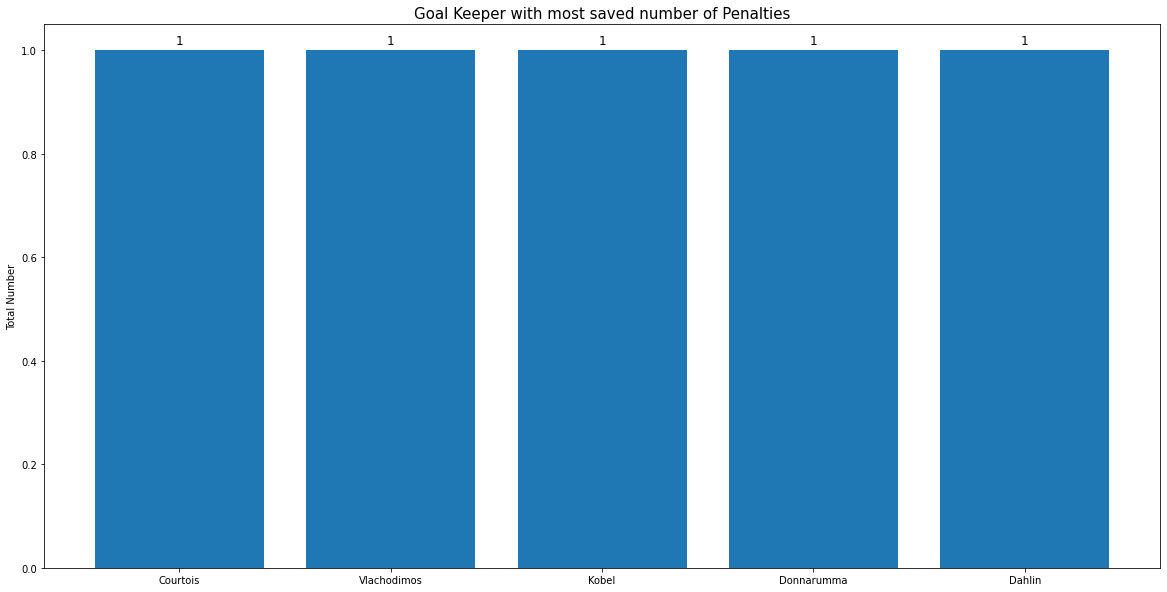 Goal Keeper with most saved number of Penalties
1 1 1 1 1
1.0
0.8
0.6
0.4
0.2
0.0
Total Number
Courtois Vlachodimos Kobel Donnarumma Dahlin